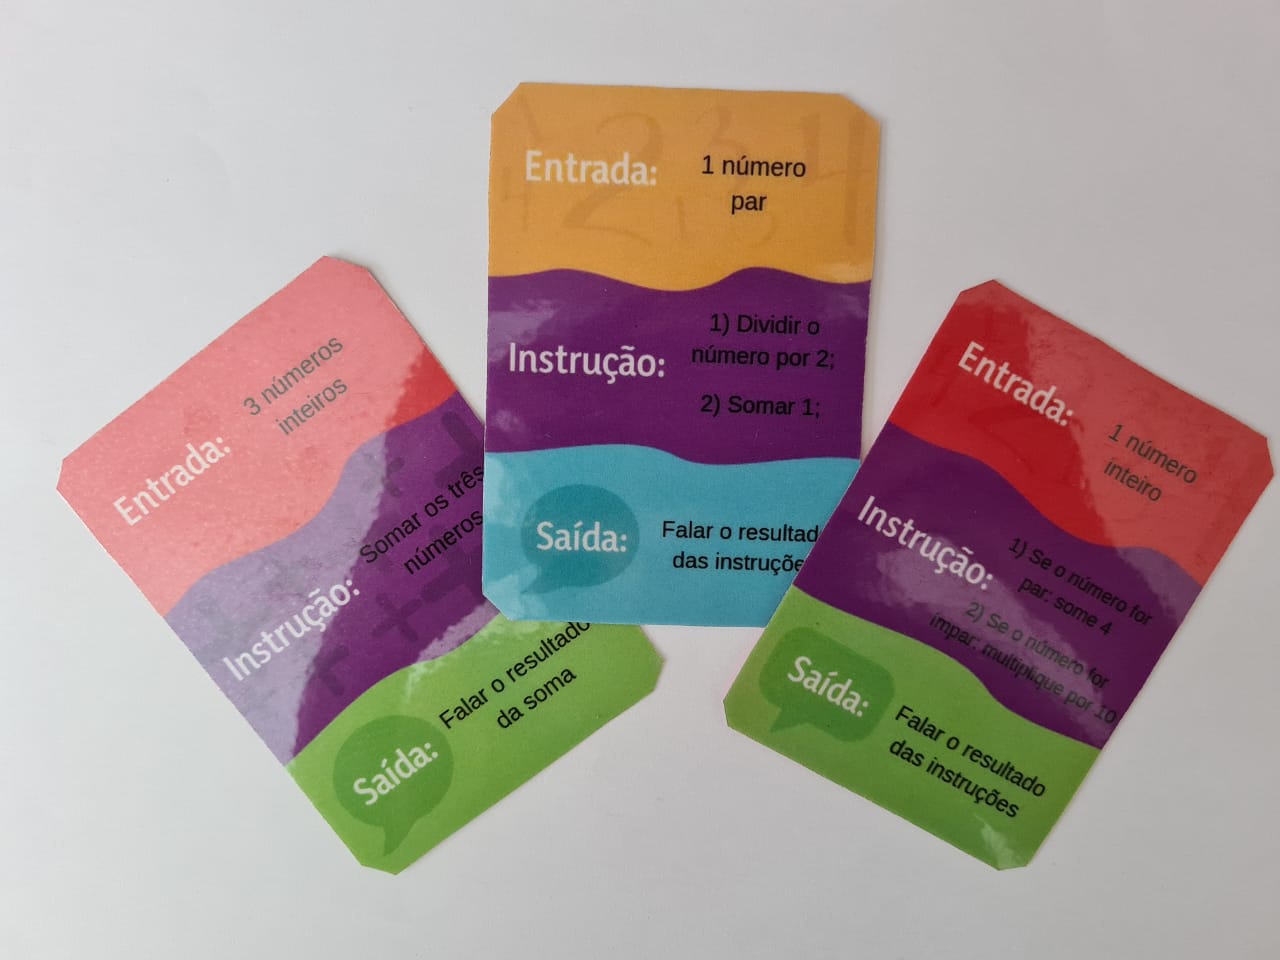 Entrada:
3 números
inteiros
Instrução:
Somar os três
números
Saída:
Falar o resultado
da soma
Entrada:
1 número
par
Instrução:
1) Dividir o
número por 2;
2) Somar 1;
Saída:
Falar o resultad
das instruçõe
Entrada:
1 número
inteiro
Instrução:
1) Se o número for
par: some 4
2) Se o número for
ímpar: multiplique por 10
Saída:
Falar o resultado
das instruções